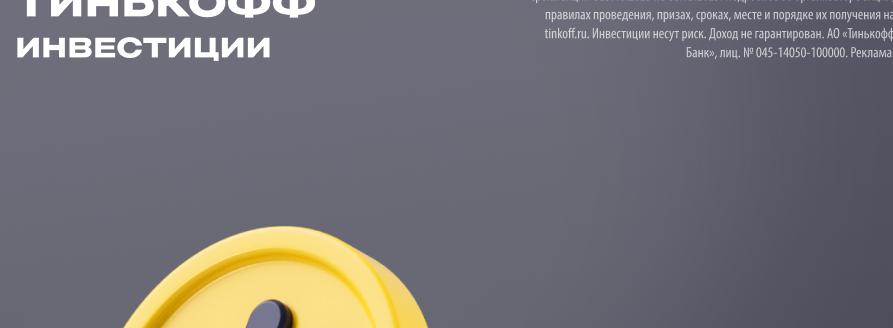 ТИНЬКОФФ
ИНВЕСТИЦИИ
правилах проведения, призах, сроках, месте и порядке их получения на
tinkoff.ru. Инвестиции несут риск. Доход не гарантирован. АО «Тинькофф
Банк», лиц. № 045-14050-100000. Реклама